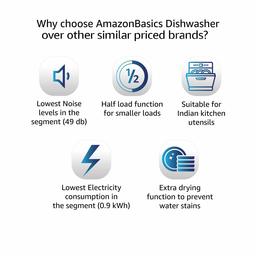 Why choose AmazonBasics Dishwasher
over other similar priced brands?
1/2
Lowest Noise
levels in the
segment (49 db)
Half load function
for smaller loads
Suitable for
Indian kitchen
utensils
Lowest Electricity
consumption in
the segment (0.9 kWh)
Extra drying
function to prevent
water stains